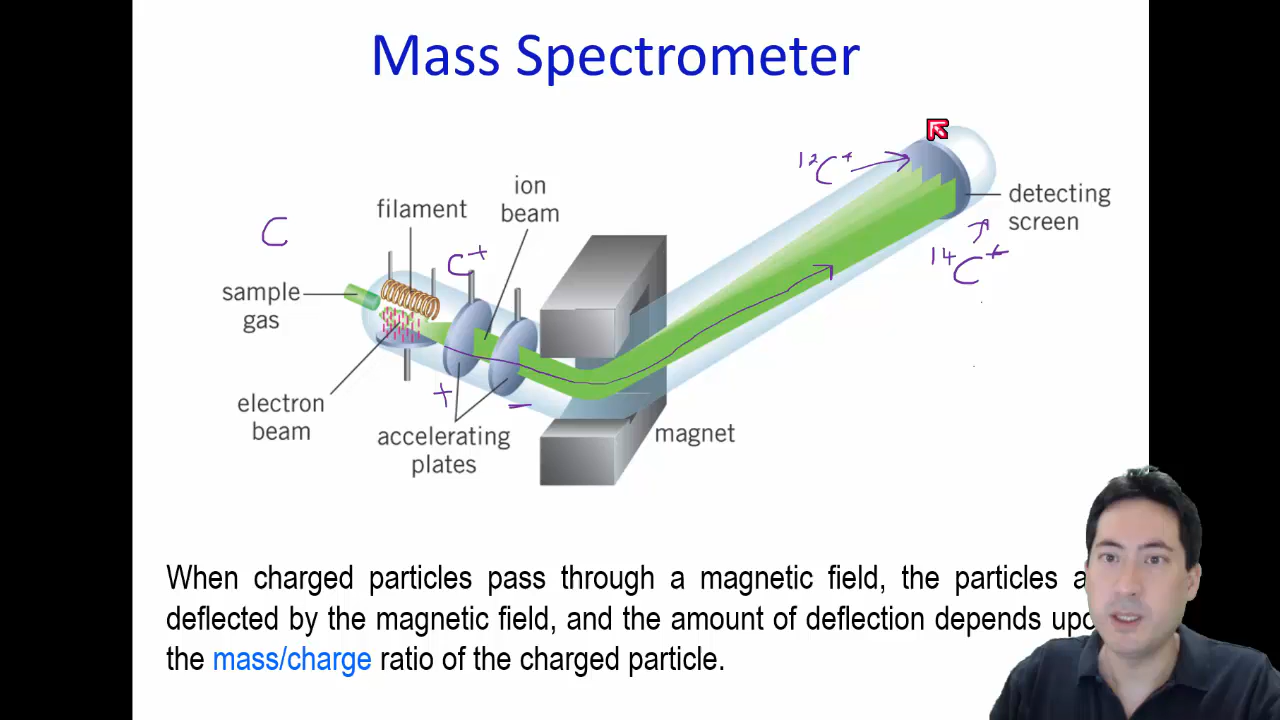 Mass Spectrometer
ion
beam
filament
C
C⁺
sample
gas
electron
beam
+
−
accelerating
plates
magnet
¹²C⁺
detecting
screen
¹⁴C⁺
When charged particles pass through a magnetic field, the particles a
deflected by the magnetic field, and the amount of deflection depends upo
the mass/charge ratio of the charged particle.